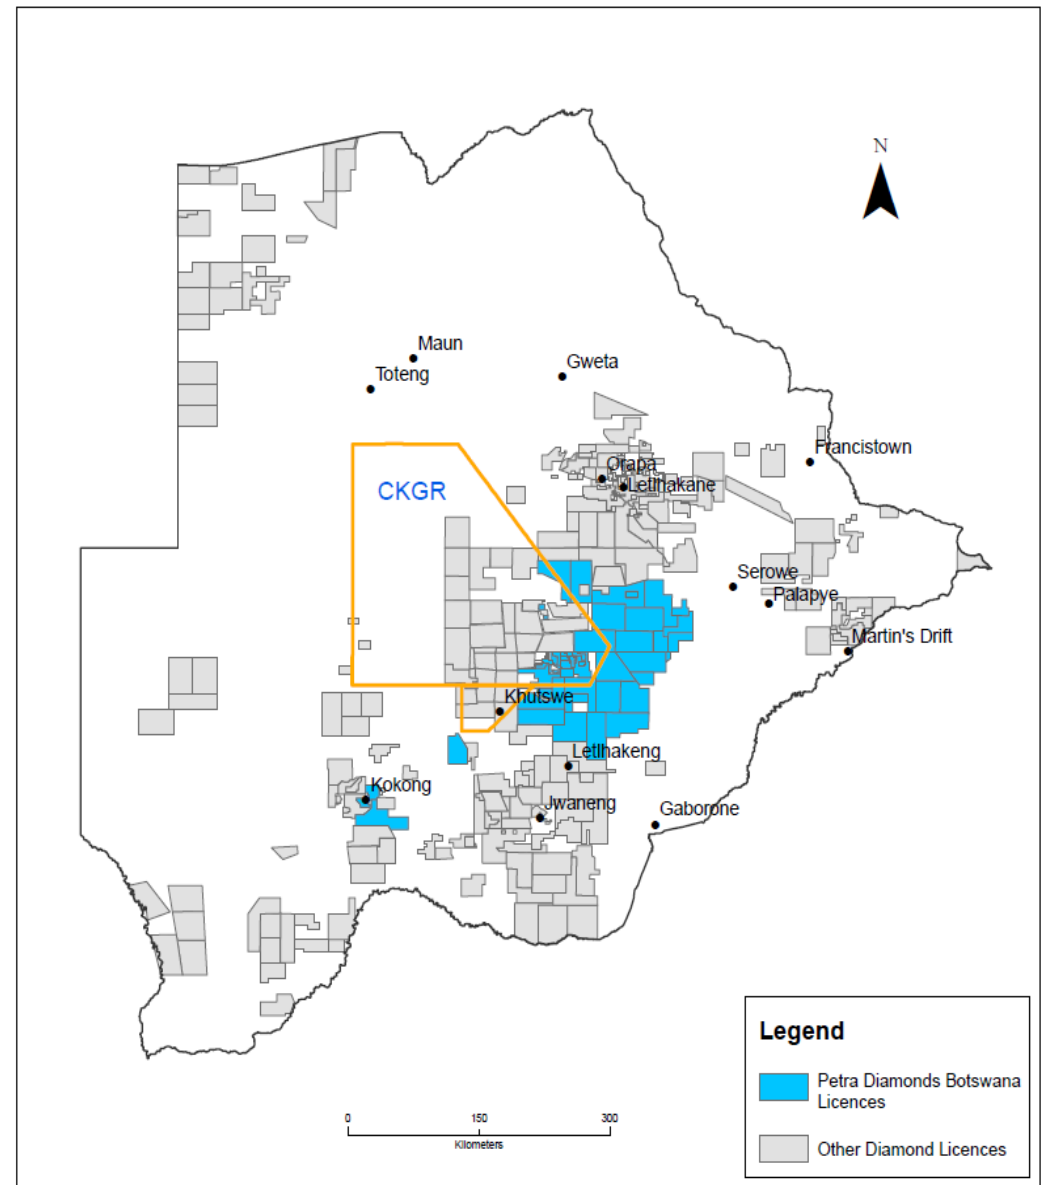 N
Maun
Toteng
Gweta
Francistown
Orapa
Letlhakane
CKGR
Serowe
Palapye
Martin's Drift
Khutswe
Letlhakeng
Kokong
Jwaneng
Gaborone
Legend
Petra Diamonds Botswana
Licences
Other Diamond Licences
0 150 300
Kilometers